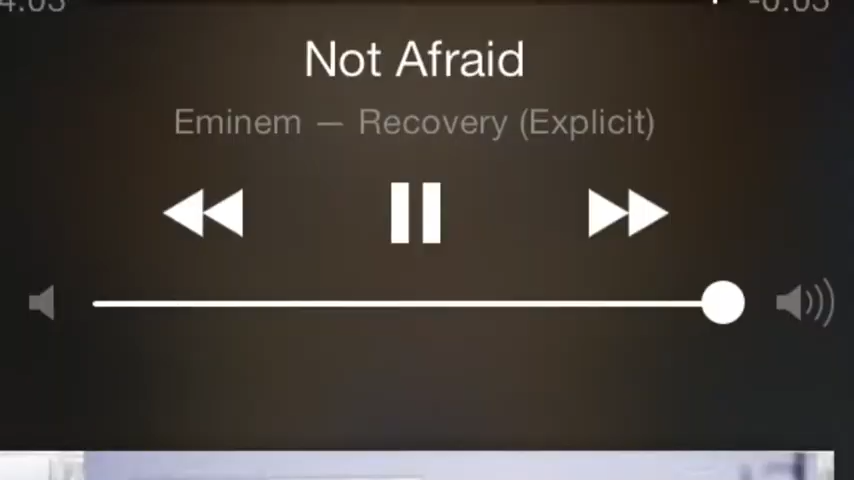 Not Afraid
Eminem — Recovery (Explicit)